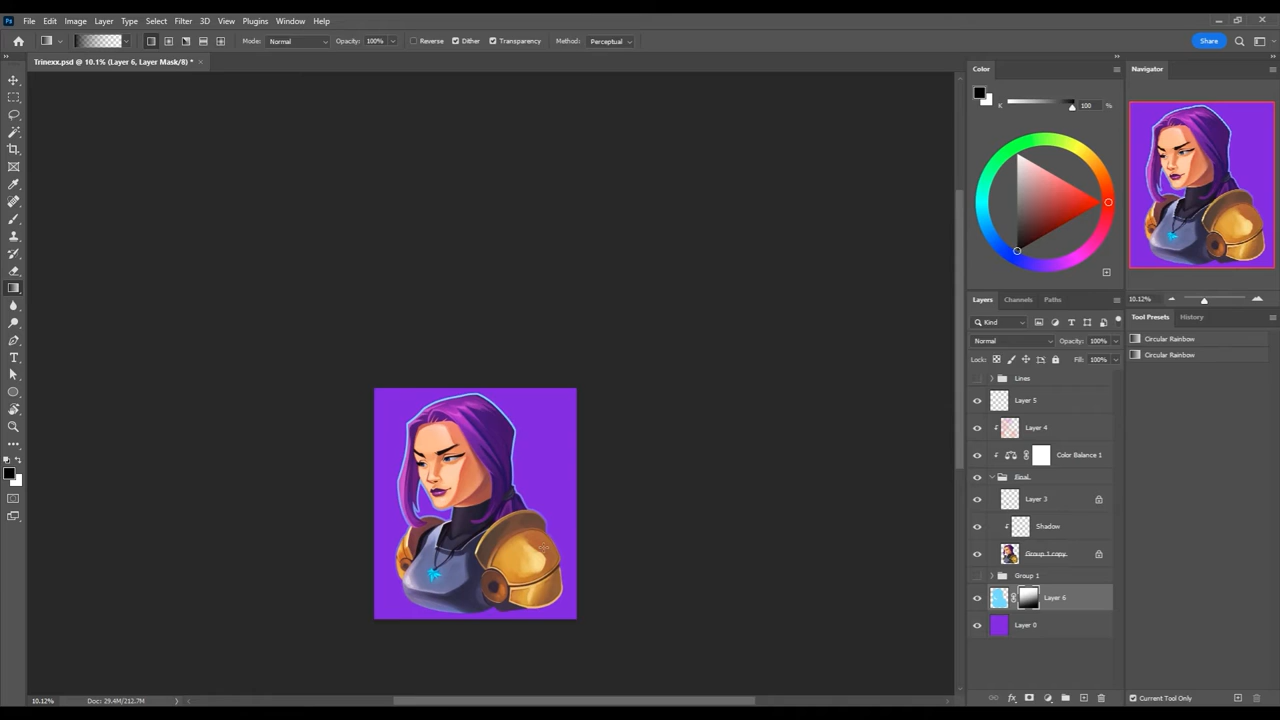 Ps File Edit Image Layer Type Select Filter 3D View Plugins Window Help
Mode: Normal Opacity: 100% Reverse Dither Transparency Method: Perceptual Share
Trinexx.psd @ 10.1% (Layer 6, Layer Mask/8) *
Color Navigator
K 100 %
10.12%
Layers Channels Paths
Tool Presets History
Kind
Circular Rainbow
Normal Opacity: 100%
Circular Rainbow
Lock: Fill: 100%
Lines
Layer 5
Layer 4
Color Balance 1
Final
Layer 3
Shadow
Group 1 copy
Group 1
Layer 6
Layer 0
10.12% Doc: 29.4M/212.7M
Current Tool Only